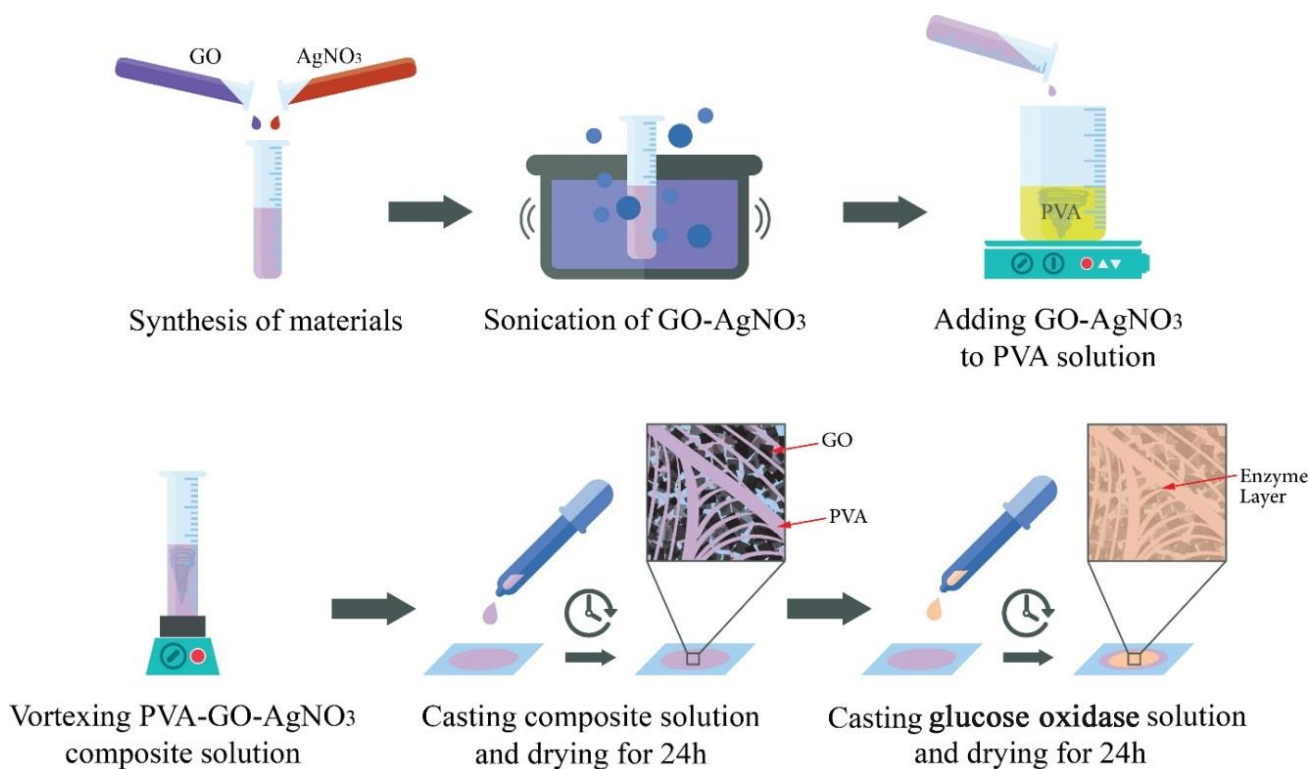 GO
AgNO3
PVA
Synthesis of materials
Sonication of GO-AgNO3
Adding GO-AgNO3
to PVA solution
GO
PVA
Enzyme
Layer
Vortexing PVA-GO-AgNO3
composite solution
Casting composite solution
and drying for 24h
Casting glucose oxidase solution
and drying for 24h